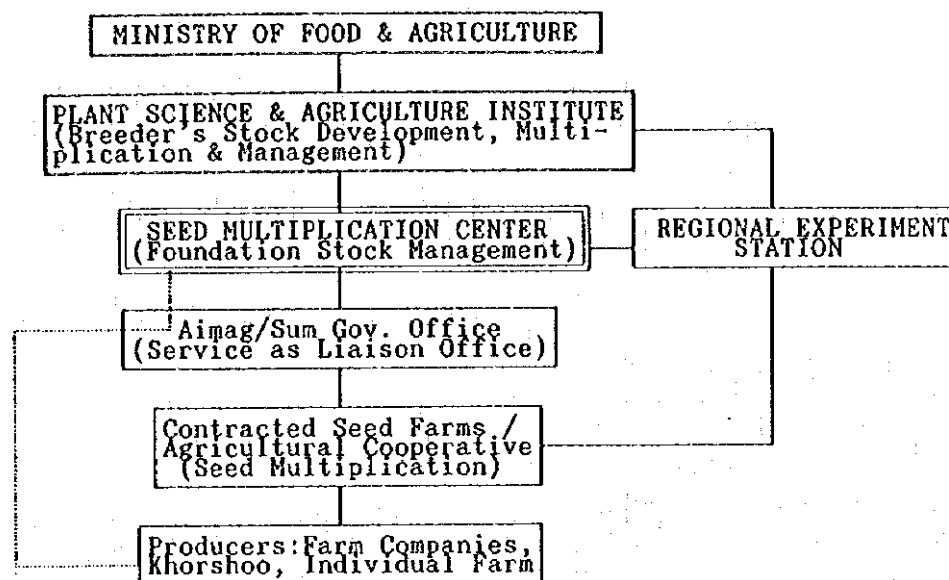 MINISTRY OF FOOD & AGRICULTURE
PLANT SCIENCE & AGRICULTURE INSTITUTE
(Breeder's Stock Development, Multi-
plication & Management)
SEED MULTIPLICATION CENTER
(Foundation Stock Management)
REGIONAL EXPERIMENT
STATION
Aimag/Sum Gov. Office
(Service as Liaison Office)
Contracted Seed Farms /
Agricultural Cooperative
(Seed Multiplication)
Producers:Farm Companies,
Khorshoo, Individual Farm